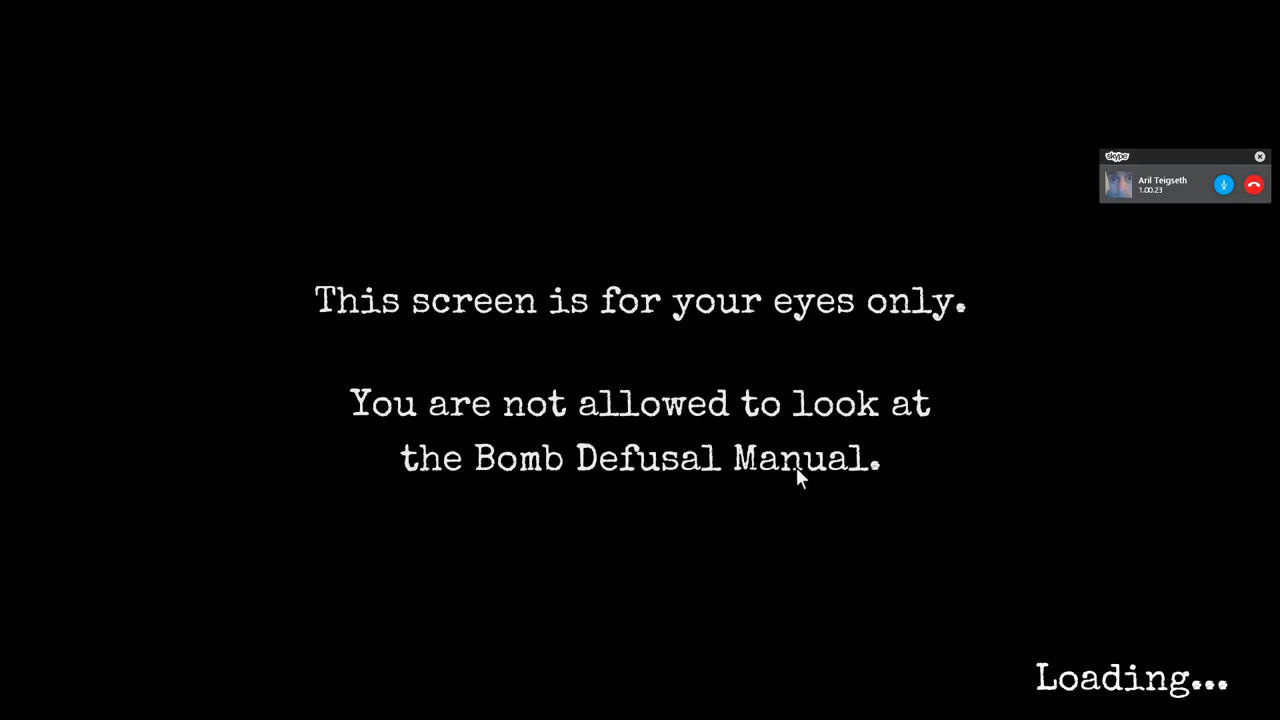 skype
Aril Teigseth
1.00.23
This screen is for your eyes only.
You are not allowed to look at
the Bomb Defusal Manual.
Loading...